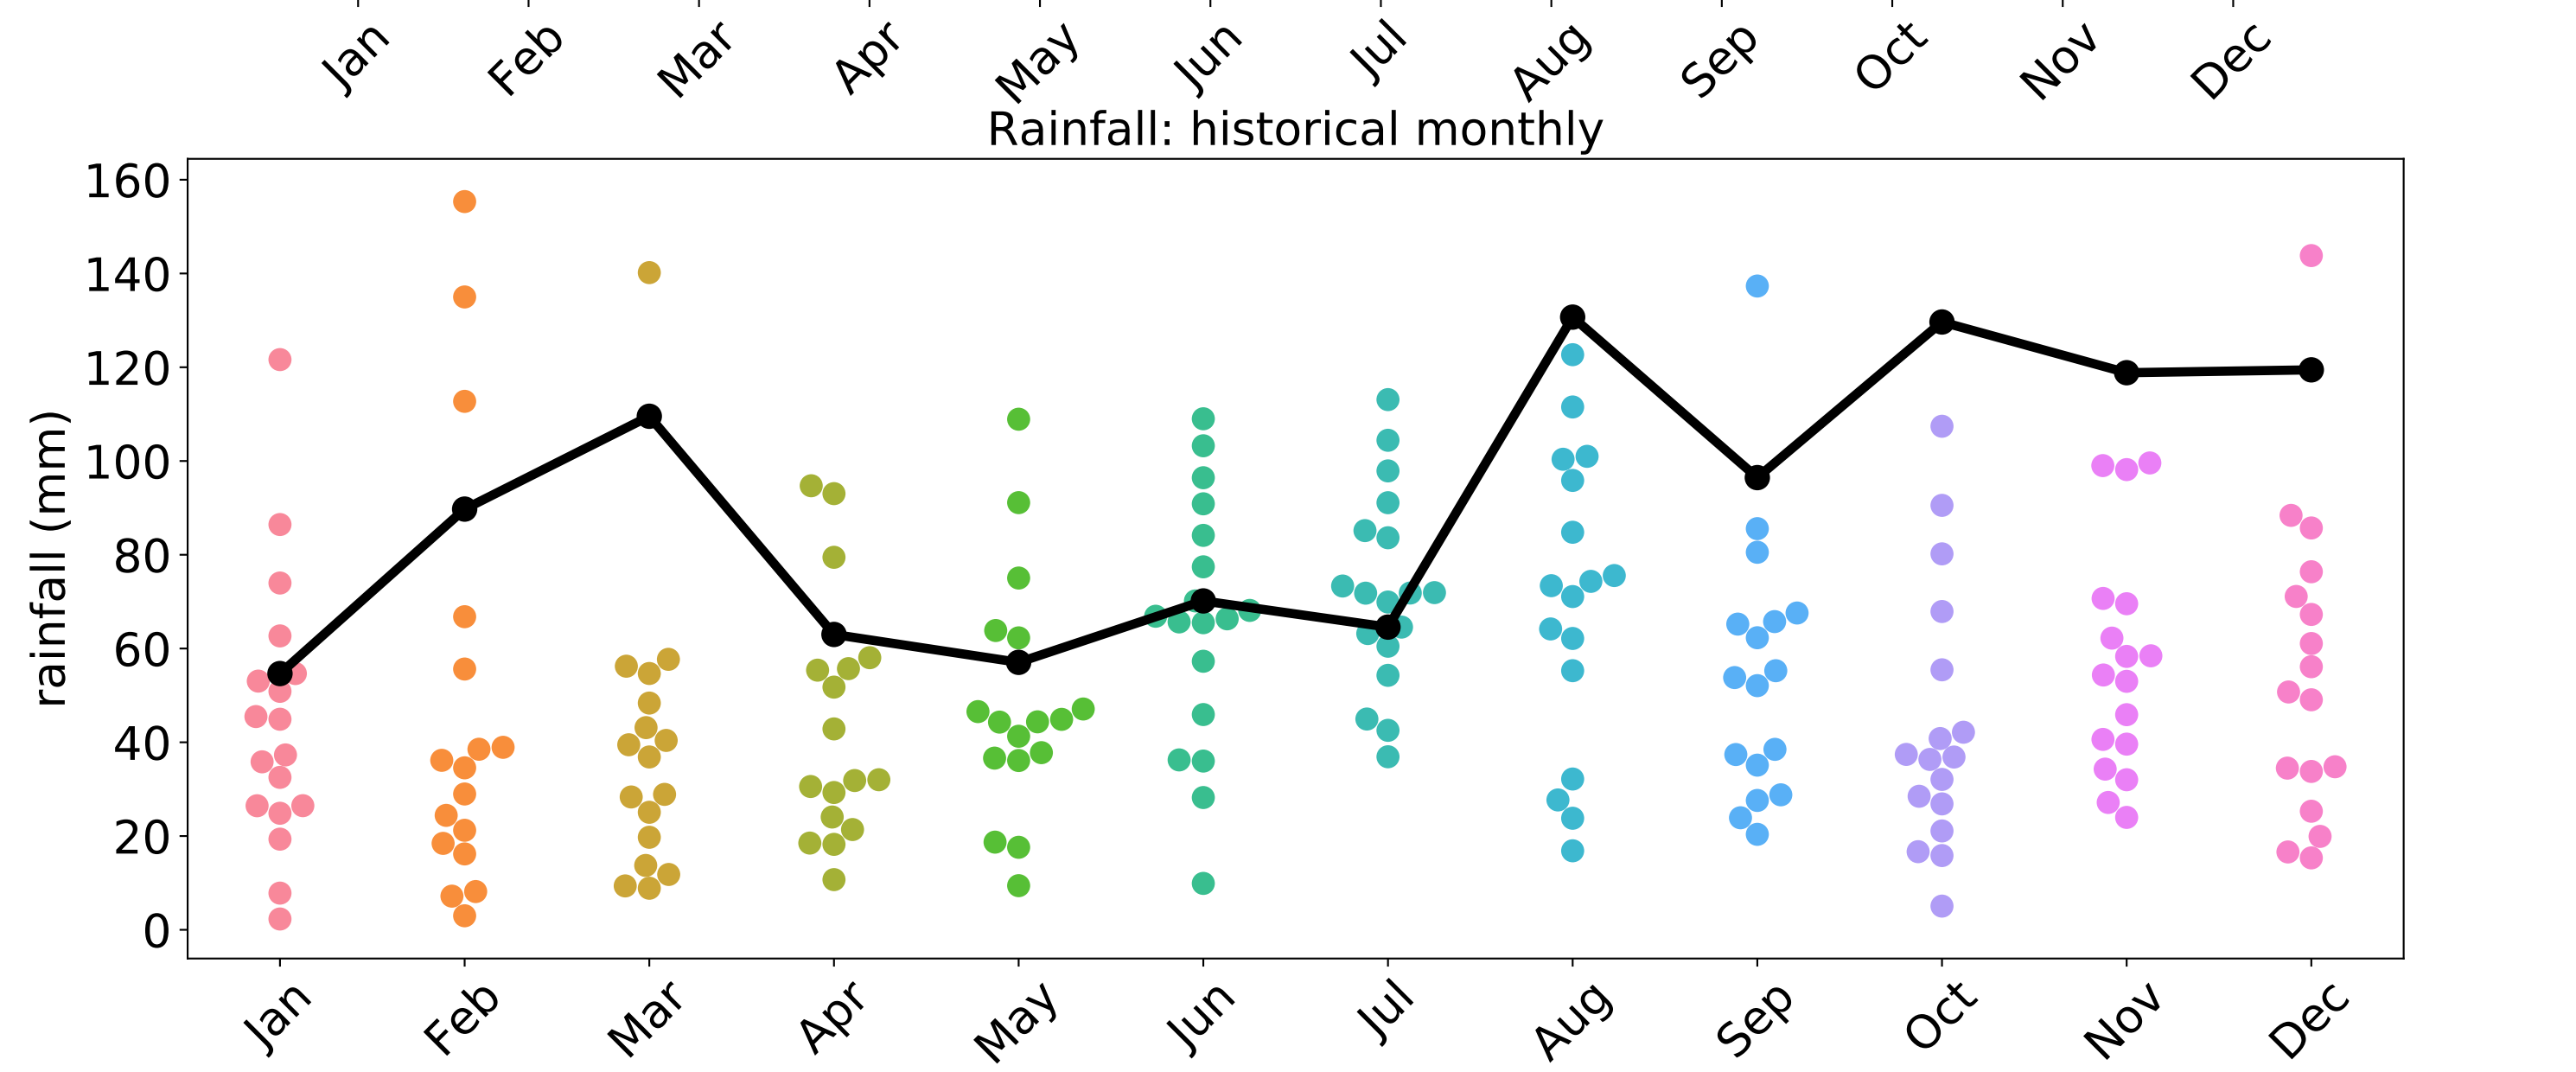 Jan Feb Mar Apr May Jun Jul Aug Sep Oct Nov Dec
Rainfall: historical monthly
rainfall (mm)
160
140
120
100
80
60
40
20
0
Jan Feb Mar Apr May Jun Jul Aug Sep Oct Nov Dec